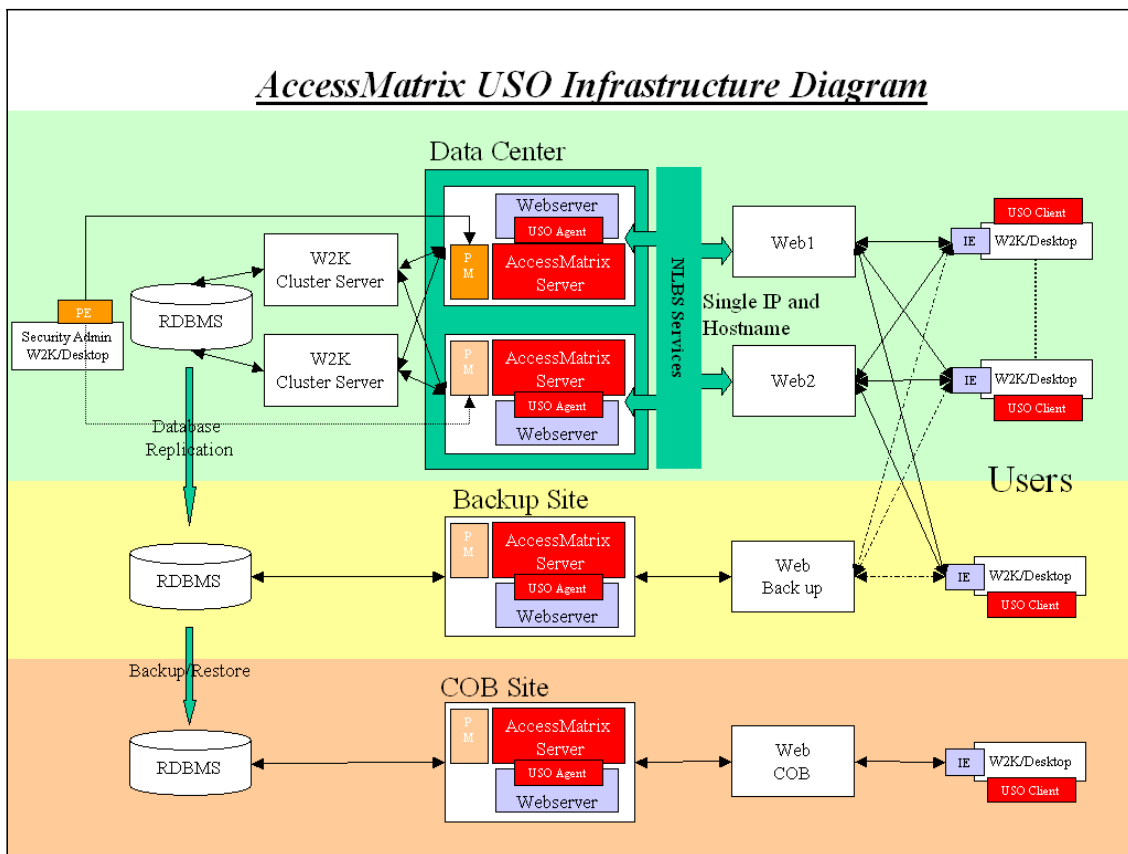 AccessMatrix USO Infrastructure Diagram
Data Center
Webserver
USO Agent
P
M
AccessMatrix
Server
W2K
Cluster Server
RDBMS
PE
Security Admin
W2K/Desktop
W2K
Cluster Server
P
M
AccessMatrix
Server
USO Agent
Webserver
NLBS Services
Web1
Single IP and
Hostname
Web2
USO Client
IE
W2K/Desktop
IE
W2K/Desktop
USO Client
Database
Replication
Users
Backup Site
RDBMS
P
M
AccessMatrix
Server
USO Agent
Webserver
Web
Back up
IE
W2K/Desktop
USO Client
Backup/Restore
COB Site
RDBMS
P
M
AccessMatrix
Server
USO Agent
Webserver
Web
COB
IE
W2K/Desktop
USO Client